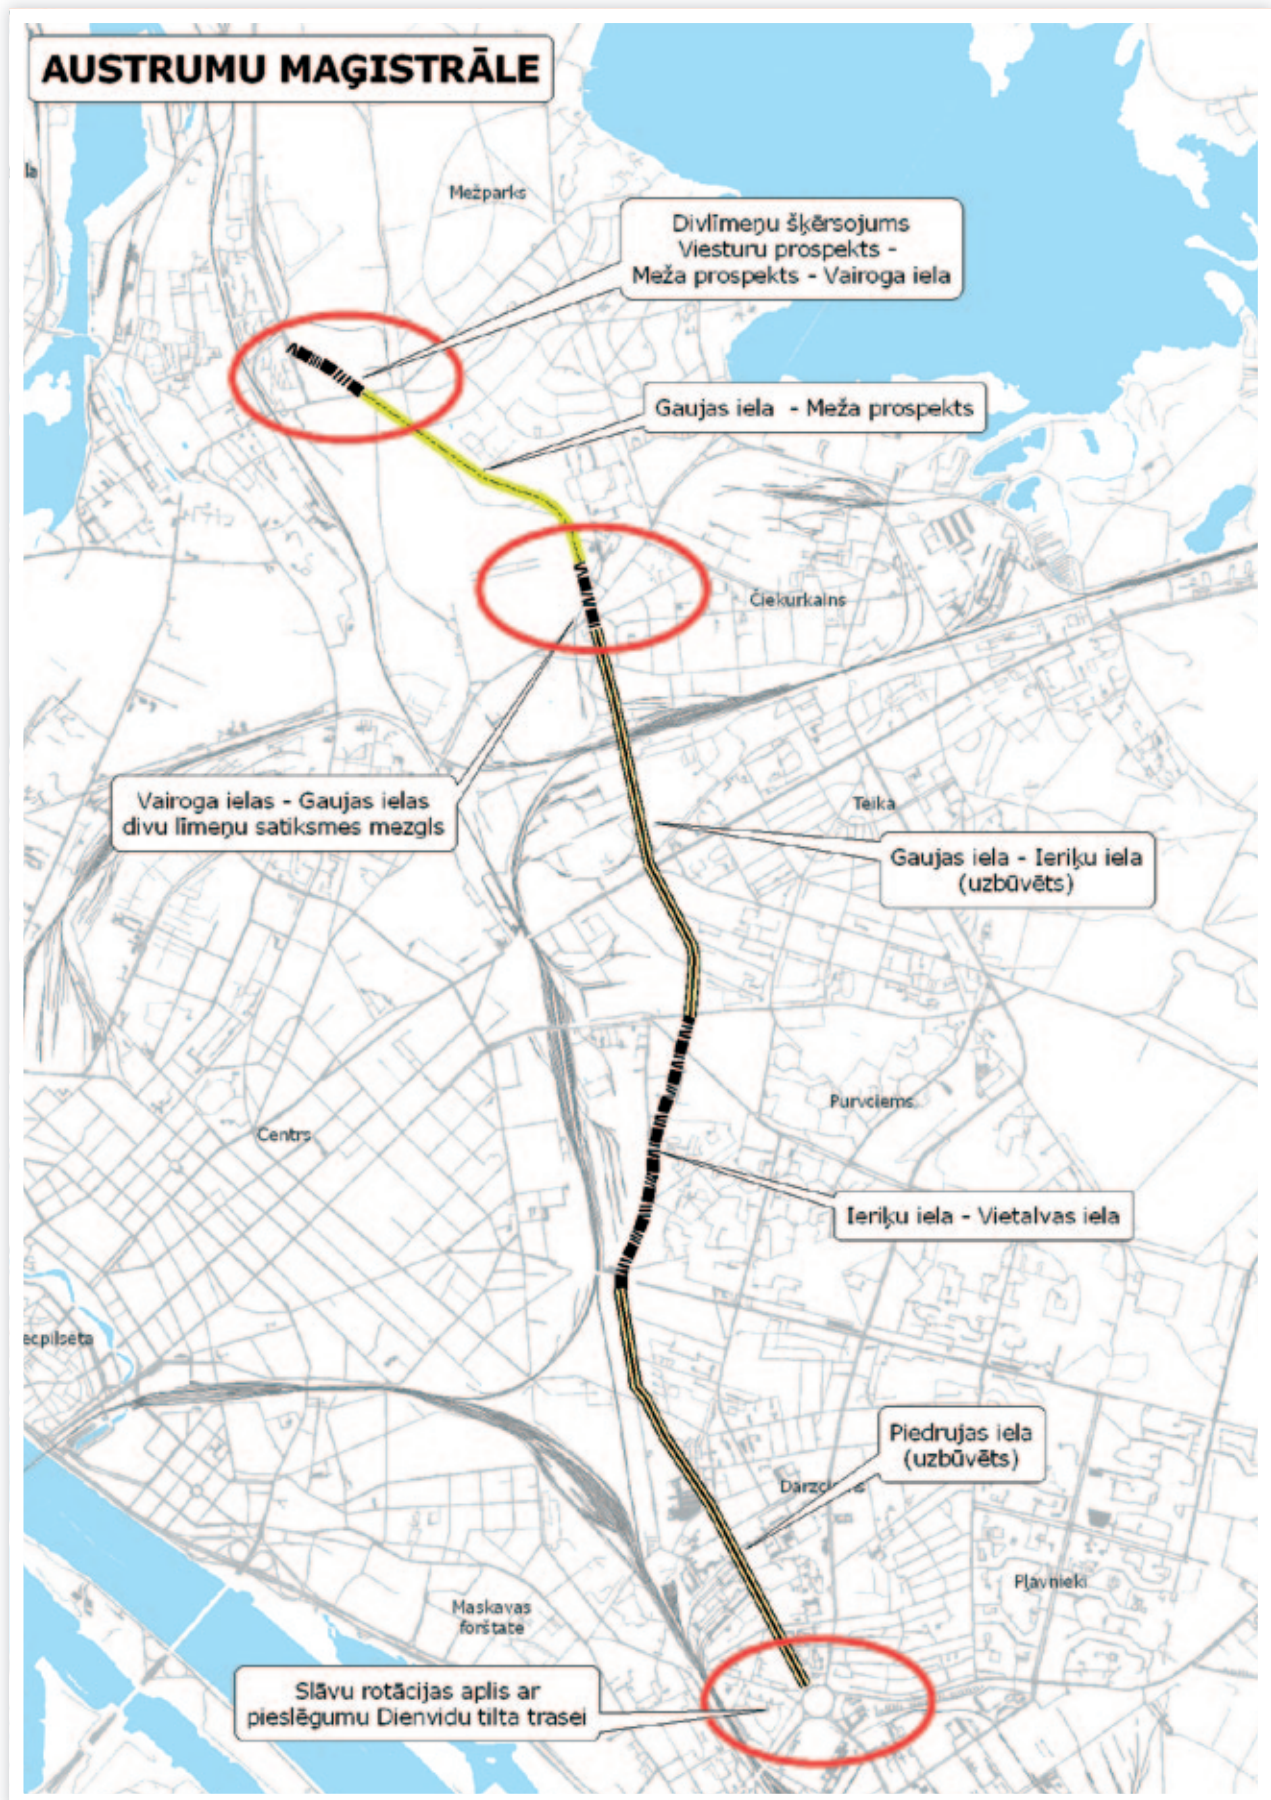 AUSTRUMU MAĢISTRĀLE
Mežparks
Divlīmeņu šķērsojums
Viesturu prospekts -
Meža prospekts - Vairoga iela
Gaujas iela - Meža prospekts
Čiekurkalns
Vairoga ielas - Gaujas ielas
divu līmeņu satiksmes mezgls
Teika
Gaujas iela - Ieriķu iela
(uzbūvēts)
Purvciems
Centrs
Ieriķu iela - Vietalvas iela
ecpilsēta
Piedrujas iela
(uzbūvēts)
Pļavnieki
Maskavas
forštate
Slāvu rotācijas aplis ar
pieslēgumu Dienvidu tilta trasei